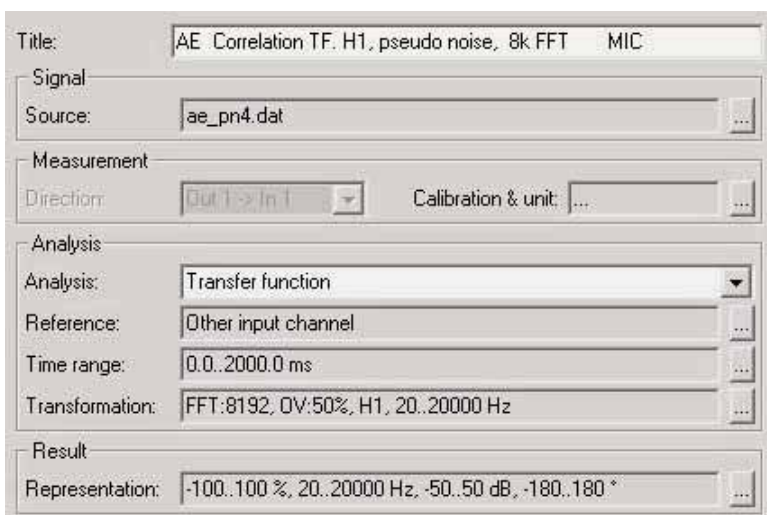 Title: AE Correlation TF. H1, pseudo noise, 8k FFT MIC
Signal
Source: ae_pn4.dat ...
Measurement
Direction: Out 1 -> In 1 Calibration & unit: ... ...
Analysis
Analysis: Transfer function
Reference: Other input channel ...
Time range: 0.0..2000.0 ms ...
Transformation: FFT:8192, OV:50%, H1, 20..20000 Hz ...
Result
Representation: -100..100 %, 20..20000 Hz, -50..50 dB, -180..180 ° ...